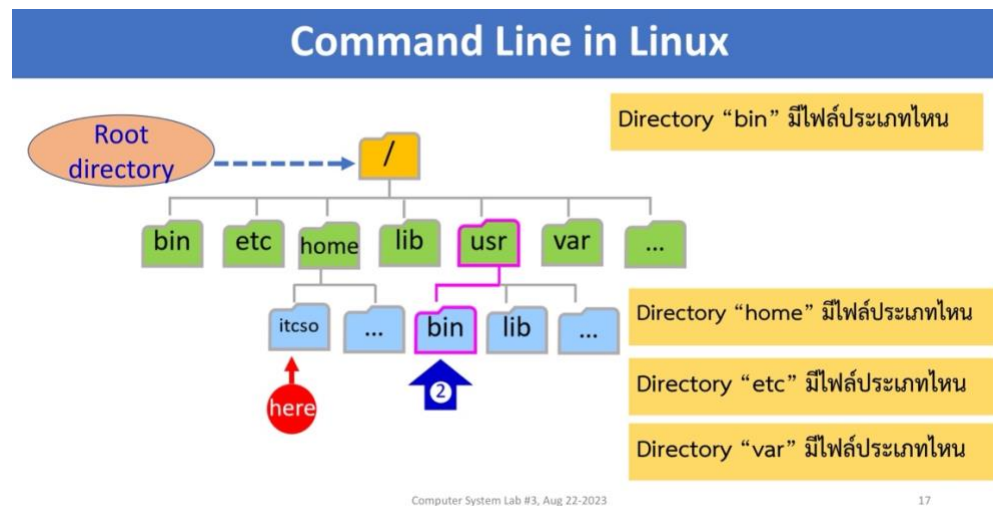 Command Line in Linux
Root
directory
/
Directory “bin” มีไฟล์ประเภทไหน
bin
etc
home
lib
usr
var
...
itcso
...
bin
lib
...
here
2
Directory “home” มีไฟล์ประเภทไหน
Directory “etc” มีไฟล์ประเภทไหน
Directory “var” มีไฟล์ประเภทไหน
Computer System Lab #3, Aug 22-2023
17